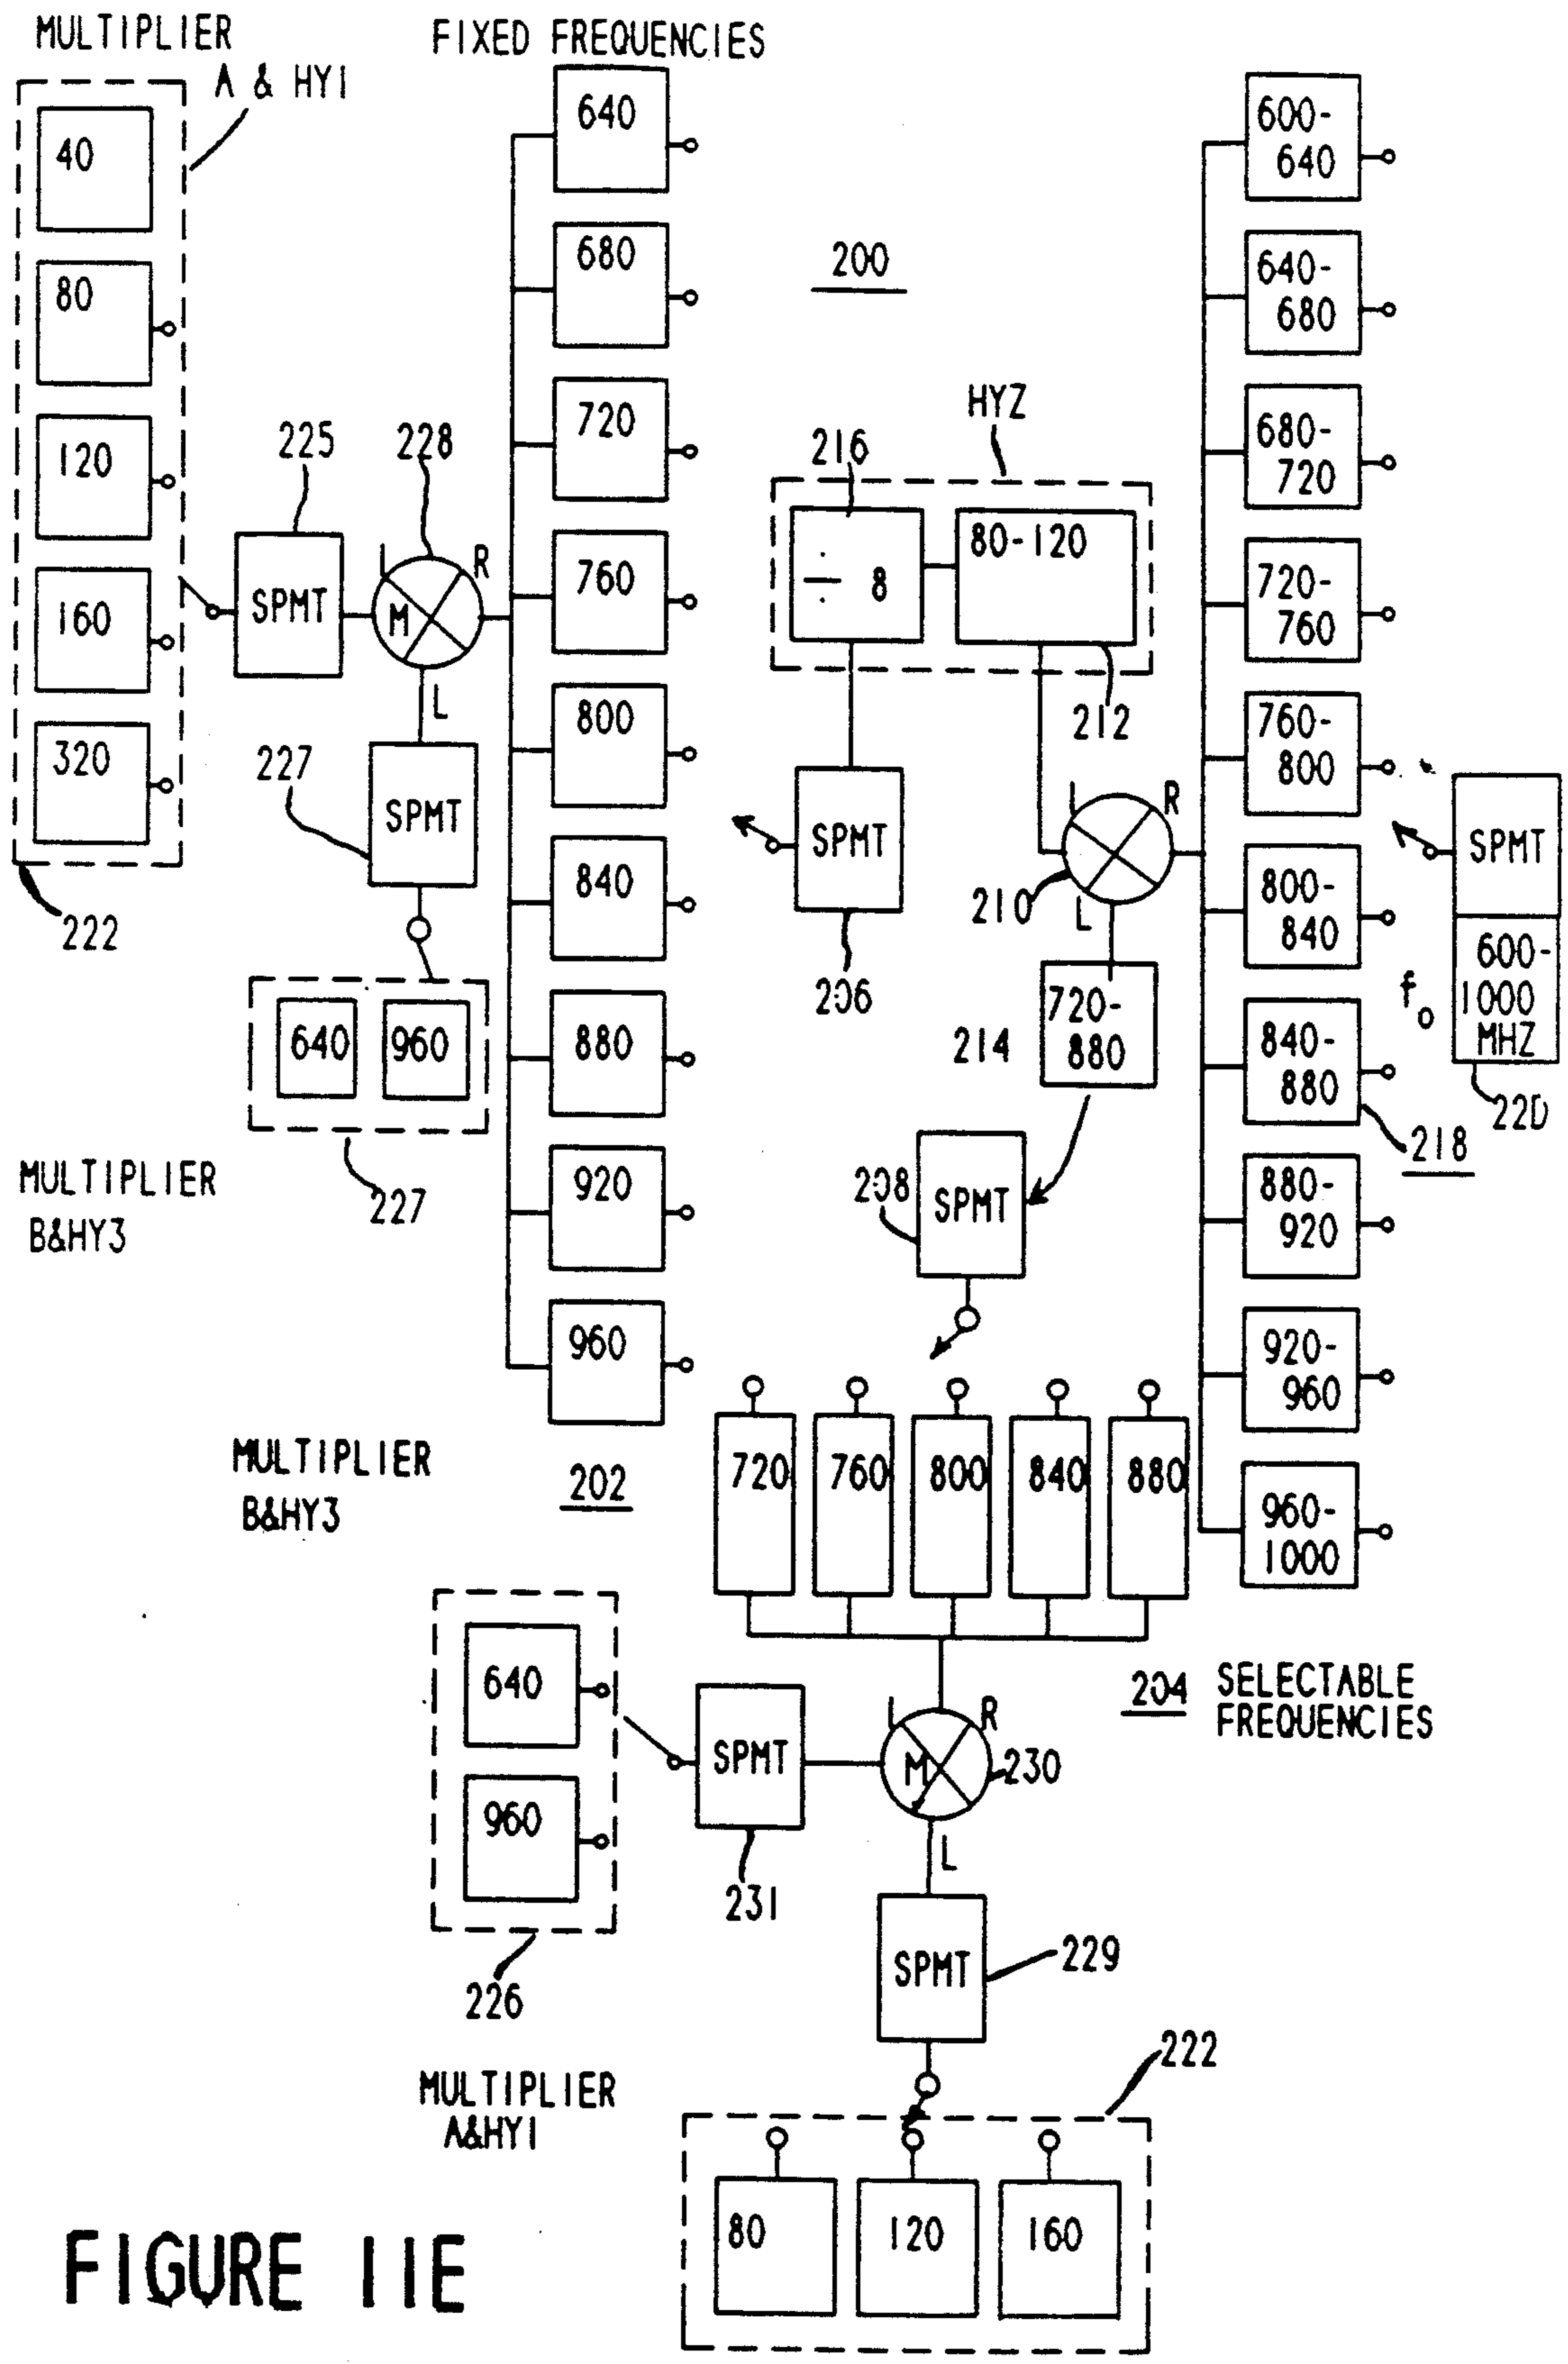 MULTIPLIER
A & HY1
40
80
120
160
320
222
225
SPMT
228
I
R
M
L
227
SPMT
640
960
227
MULTIPLIER
B&HY3
FIXED FREQUENCIES
640
680
720
760
800
840
880
920
960
MULTIPLIER
B&HY3
202
200
HYZ
216
÷ 8
80-120
212
SPMT
206
I
R
210
L
720-
880
214
208
SPMT
600-
640
640-
680
680-
720
720-
760
760-
800
800-
840
840-
880
218
880-
920
920-
960
960-
1000
SPMT
600-
1000
MHZ
fo
220
720
760
800
840
880
204 SELECTABLE
FREQUENCIES
640
960
226
SPMT
231
I
R
M
230
L
SPMT
229
MULTIPLIER
A&HY1
222
80
120
160
FIGURE 11E